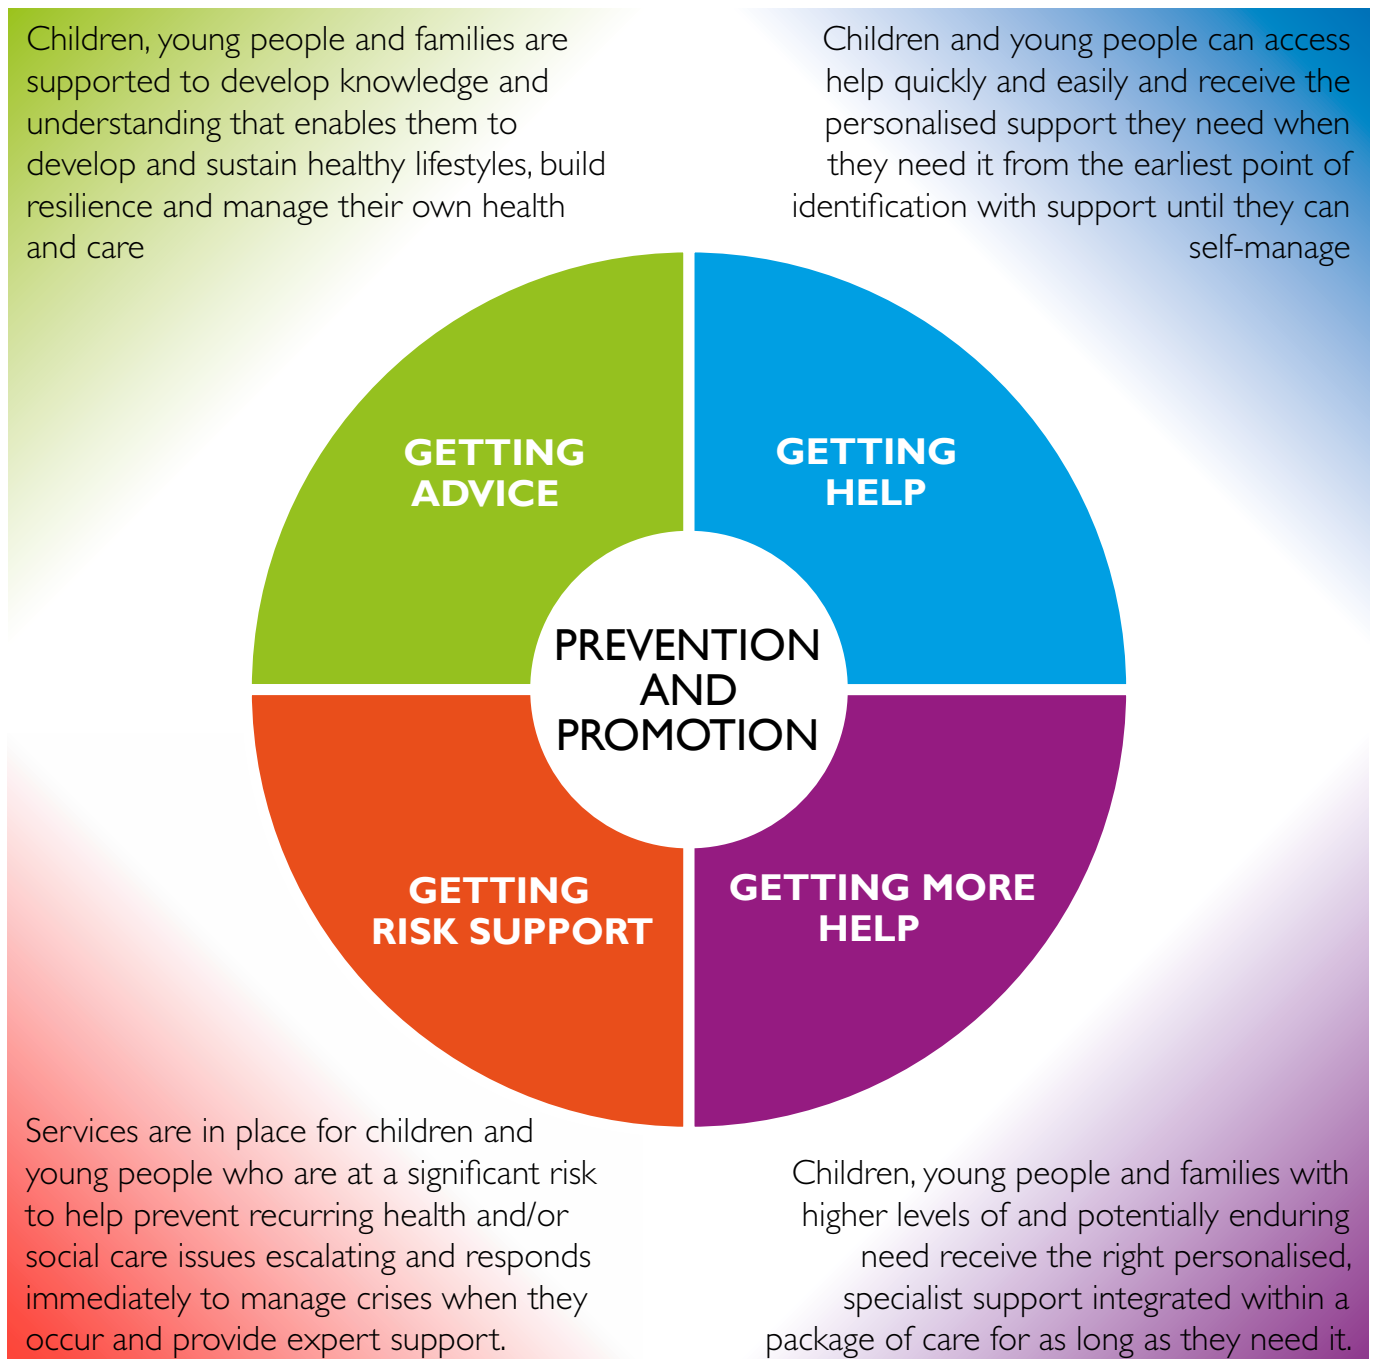 Children, young people and families are
supported to develop knowledge and
understanding that enables them to
develop and sustain healthy lifestyles, build
resilience and manage their own health
and care
Children and young people can access
help quickly and easily and receive the
personalised support they need when
they need it from the earliest point of
identification with support until they can
self-manage
GETTING
ADVICE
GETTING
HELP
PREVENTION
AND
PROMOTION
GETTING
RISK SUPPORT
GETTING MORE
HELP
Services are in place for children and
young people who are at a significant risk
to help prevent recurring health and/or
social care issues escalating and responds
immediately to manage crises when they
occur and provide expert support.
Children, young people and families with
higher levels of and potentially enduring
need receive the right personalised,
specialist support integrated within a
package of care for as long as they need it.